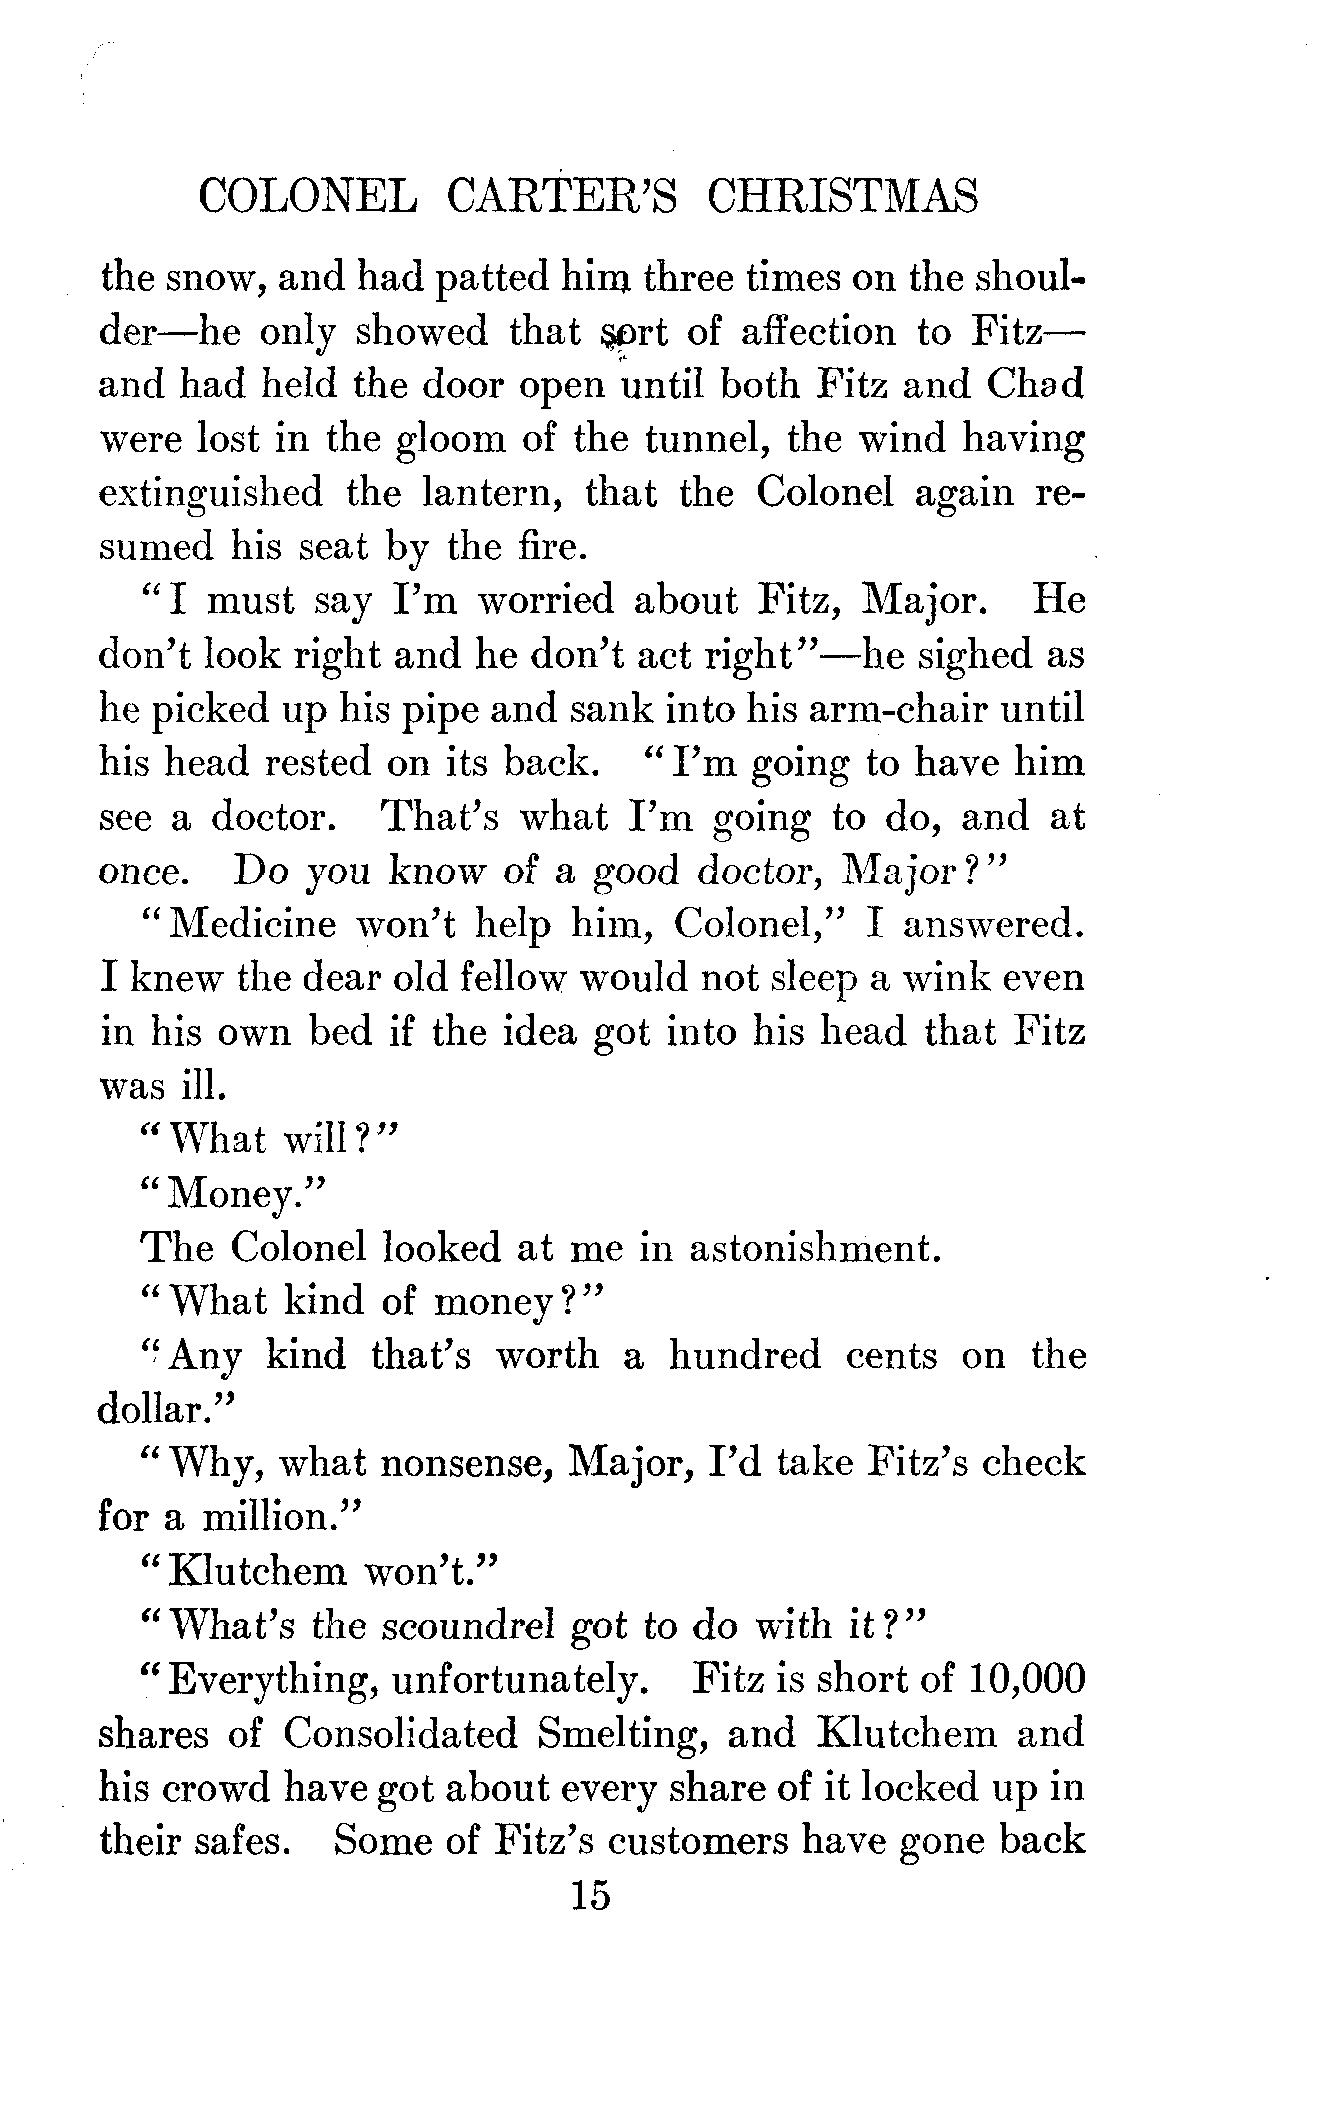 COLONEL CARTER'S CHRISTMAS
the snow, and had patted him three times on the shoul-
der—he only showed that sort of affection to Fitz—
and had held the door open until both Fitz and Chad
were lost in the gloom of the tunnel, the wind having
extinguished the lantern, that the Colonel again re-
sumed his seat by the fire.
"I must say I'm worried about Fitz, Major. He
don't look right and he don't act right"—he sighed as
he picked up his pipe and sank into his arm-chair until
his head rested on its back. "I'm going to have him
see a doctor. That's what I'm going to do, and at
once. Do you know of a good doctor, Major?"
"Medicine won't help him, Colonel," I answered.
I knew the dear old fellow would not sleep a wink even
in his own bed if the idea got into his head that Fitz
was ill.
"What will?"
"Money."
The Colonel looked at me in astonishment.
"What kind of money?"
"Any kind that's worth a hundred cents on the
dollar."
"Why, what nonsense, Major, I'd take Fitz's check
for a million."
"Klutchem won't."
"What's the scoundrel got to do with it?"
"Everything, unfortunately. Fitz is short of 10,000
shares of Consolidated Smelting, and Klutchem and
his crowd have got about every share of it locked up in
their safes. Some of Fitz's customers have gone back
15